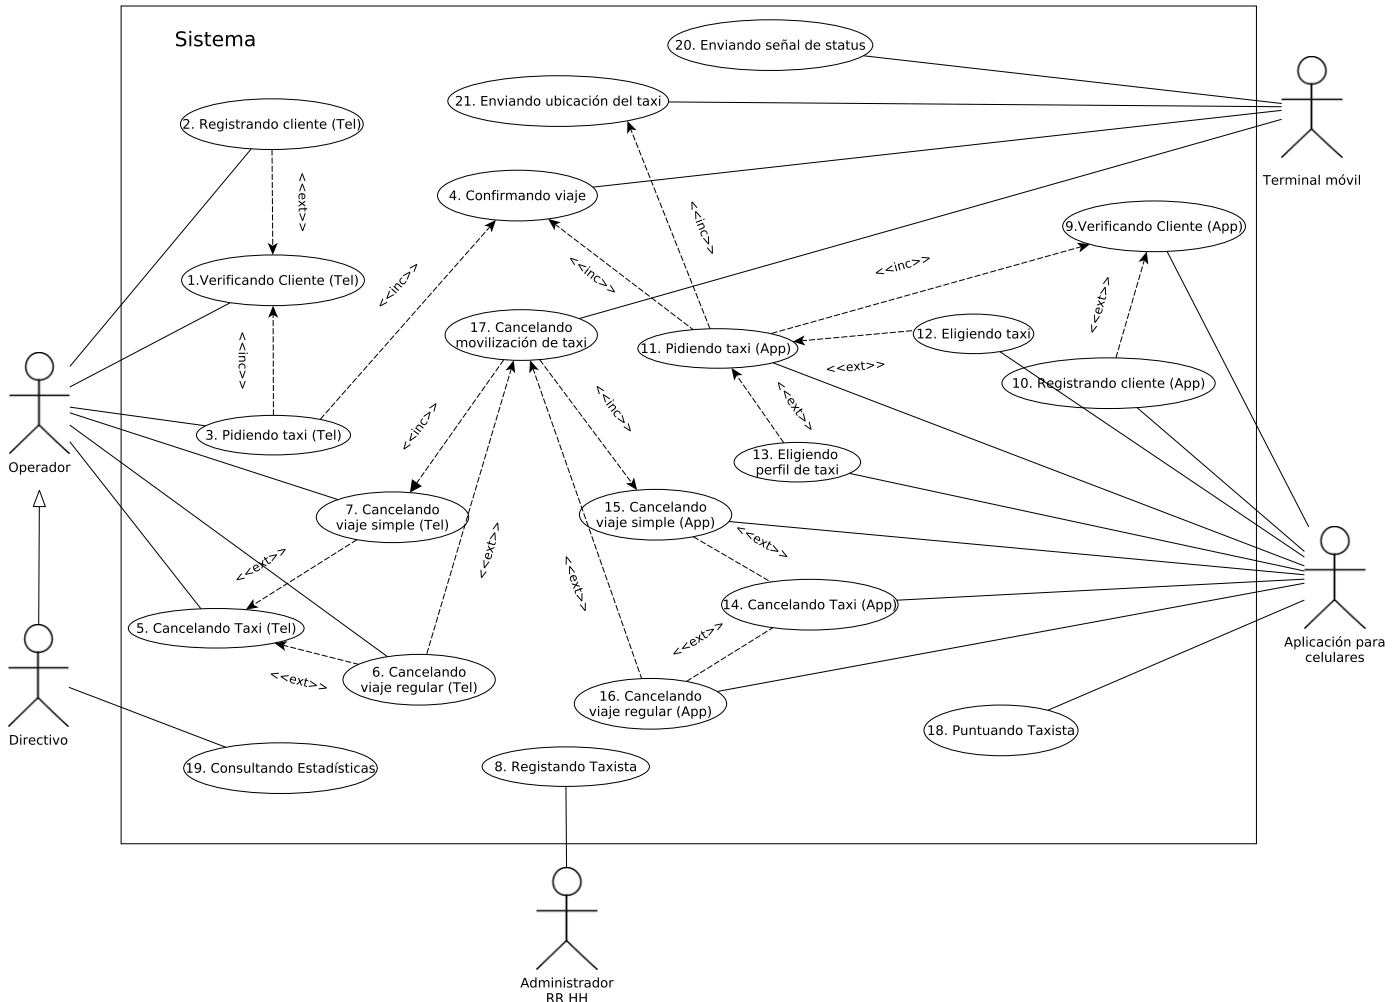 Sistema
20. Enviando señal de status
21. Enviando ubicación del taxi
2. Registrando cliente (Tel)
Terminal móvil
<<ext>>
4. Confirmando viaje
<<inc>>
9.Verificando Cliente (App)
1.Verificando Cliente (Tel)
<<inc>>
<<inc>>
<<inc>>
<<ext>>
17. Cancelando
movilización de taxi
12. Eligiendo taxi
11. Pidiendo taxi (App)
<<inc>>
<<ext>>
10. Registrando cliente (App)
<<inc>>
<<inc>>
<<ext>>
3. Pidiendo taxi (Tel)
Operador
13. Eligiendo
perfil de taxi
7. Cancelando
viaje simple (Tel)
15. Cancelando
viaje simple (App)
<<ext>>
<<ext>>
<<ext>>
<<ext>>
14. Cancelando Taxi (App)
5. Cancelando Taxi (Tel)
<<ext>>
Aplicación para
celulares
<<ext>>
6. Cancelando
viaje regular (Tel)
16. Cancelando
viaje regular (App)
18. Puntuando Taxista
Directivo
19. Consultando Estadísticas
8. Registando Taxista
Administrador
RR HH